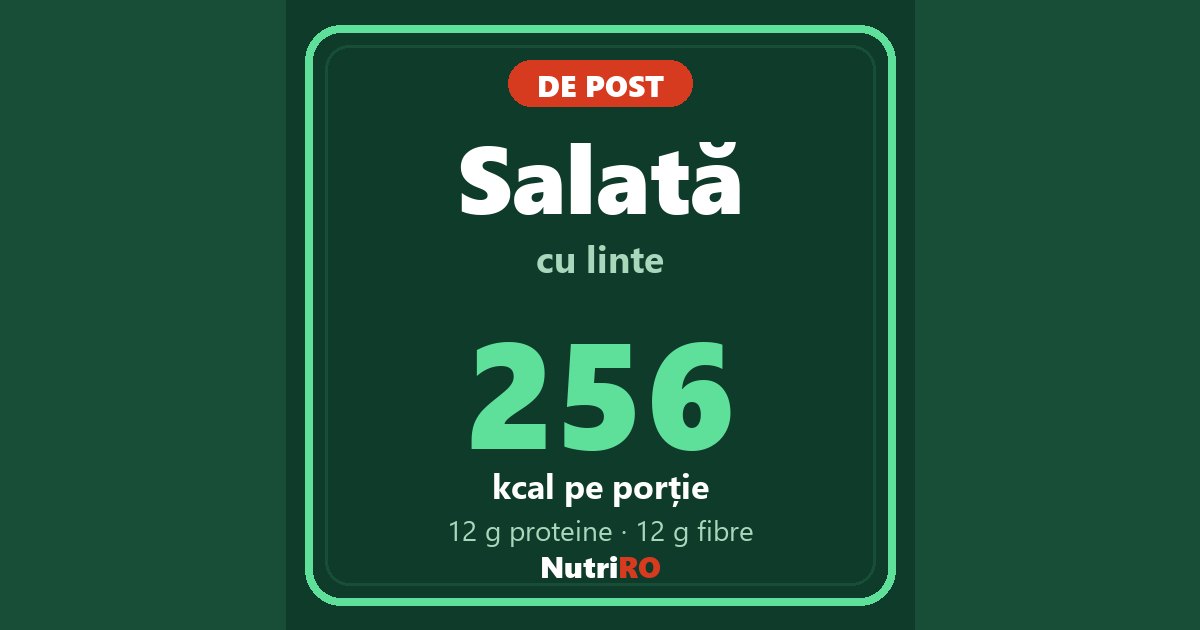 DE POST
Salată
cu linte
256
kcal pe porție
12 g proteine · 12 g fibre
NutriRO